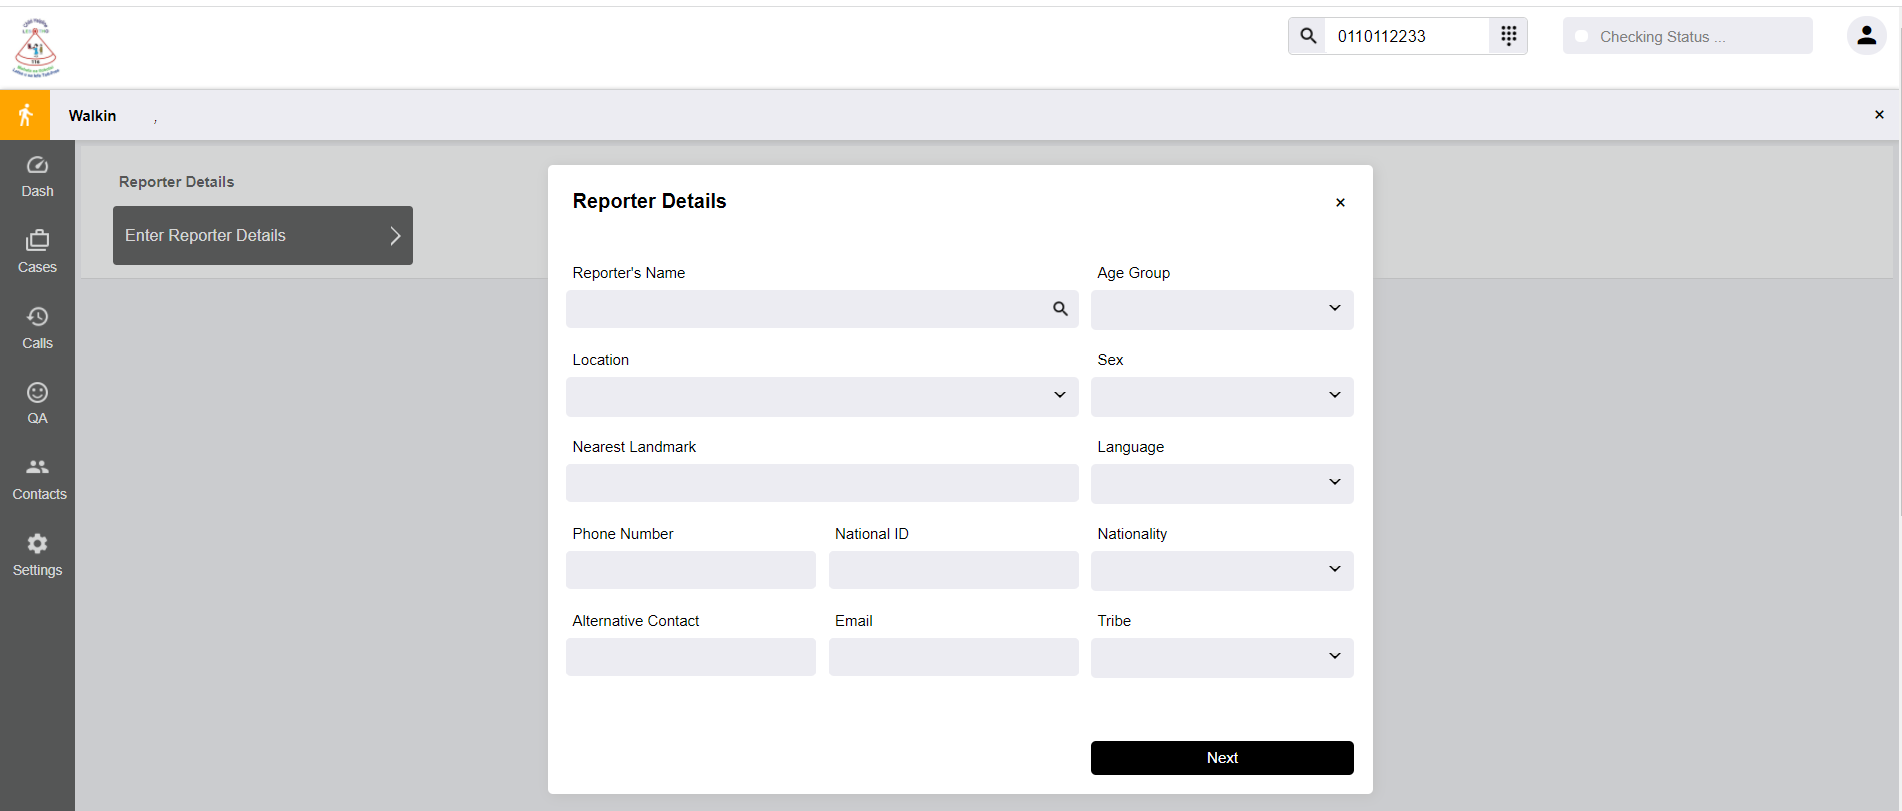 116
0110112233
Checking Status ...
Walkin ,
Dash
Cases
Calls
QA
Contacts
Settings
Reporter Details
Enter Reporter Details
Reporter Details
Reporter's Name
Age Group
Location
Sex
Nearest Landmark
Language
Phone Number
National ID
Nationality
Alternative Contact
Email
Tribe
Next